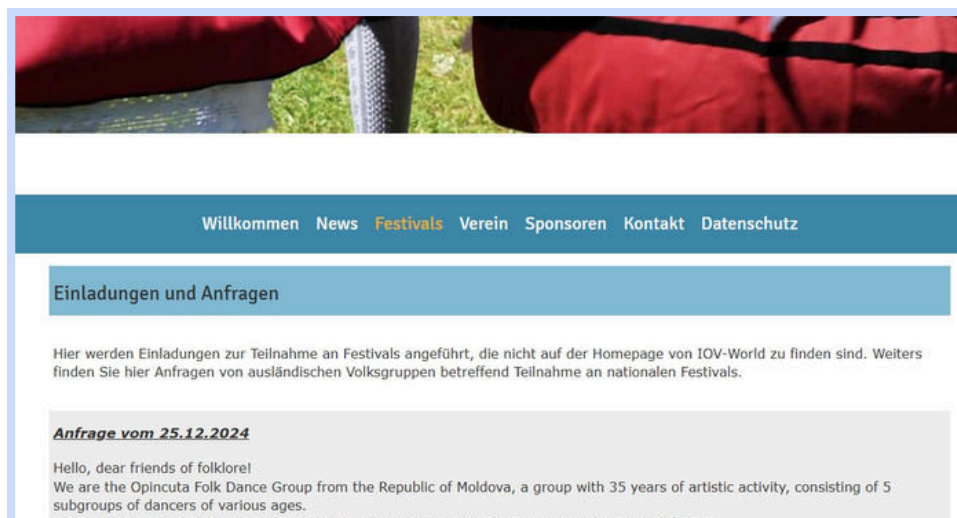 Willkommen News Festivals Verein Sponsoren Kontakt Datenschutz
Einladungen und Anfragen
Hier werden Einladungen zur Teilnahme an Festivals angeführt, die nicht auf der Homepage von IOV-World zu finden sind. Weiters
finden Sie hier Anfragen von ausländischen Volksgruppen betreffend Teilnahme an nationalen Festivals.
Anfrage vom 25.12.2024
Hello, dear friends of folklore!
We are the Opincuta Folk Dance Group from the Republic of Moldova, a group with 35 years of artistic activity, consisting of 5
subgroups of dancers of various ages.